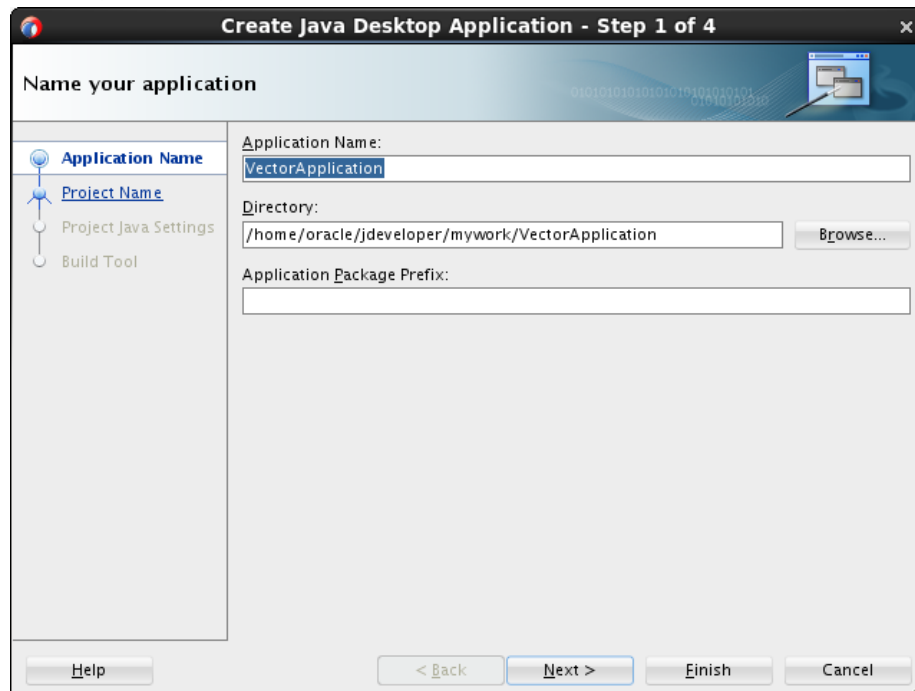 Create Java Desktop Application - Step 1 of 4
Name your application
Application Name
Project Name
Project Java Settings
Build Tool
Application Name:
VectorApplication
Directory:
/home/oracle/jdeveloper/mywork/VectorApplication
Browse...
Application Package Prefix:
Help
< Back
Next >
Finish
Cancel